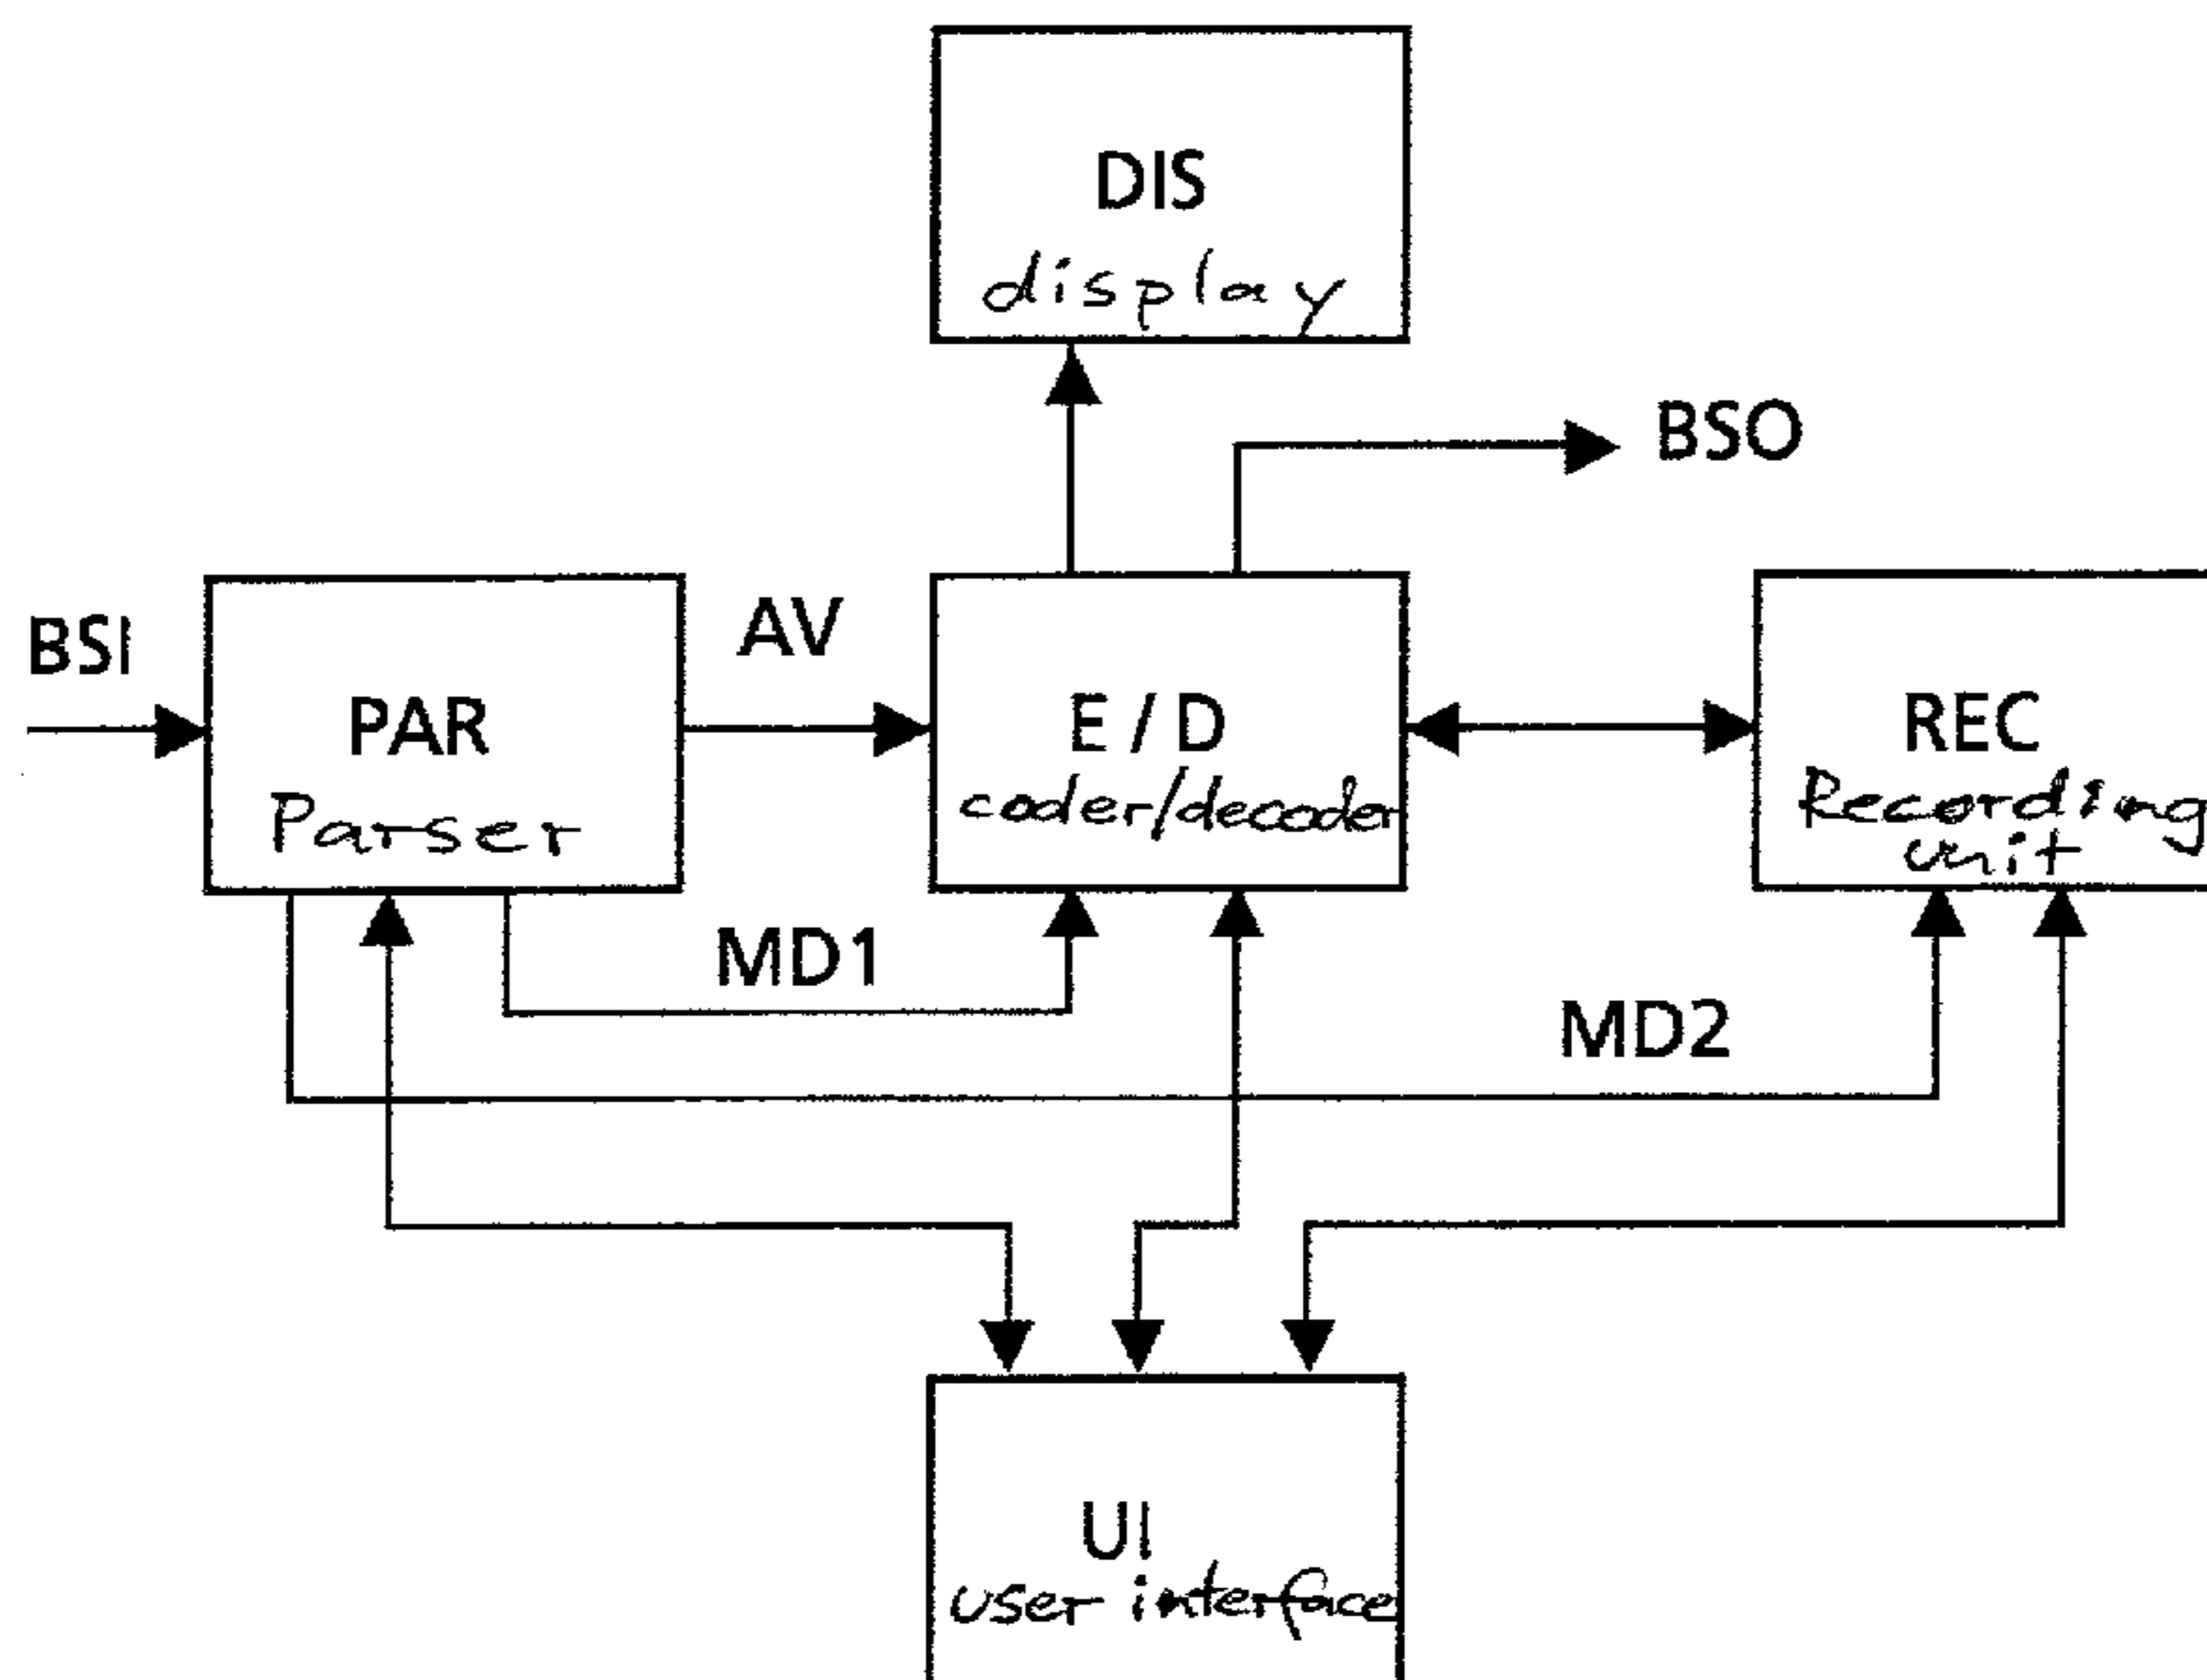 DIS
display
BSO
BSI
AV
PAR
Parser
E / D
coder/decoder
REC
Recording
unit
MD1
MD2
UI
user interface